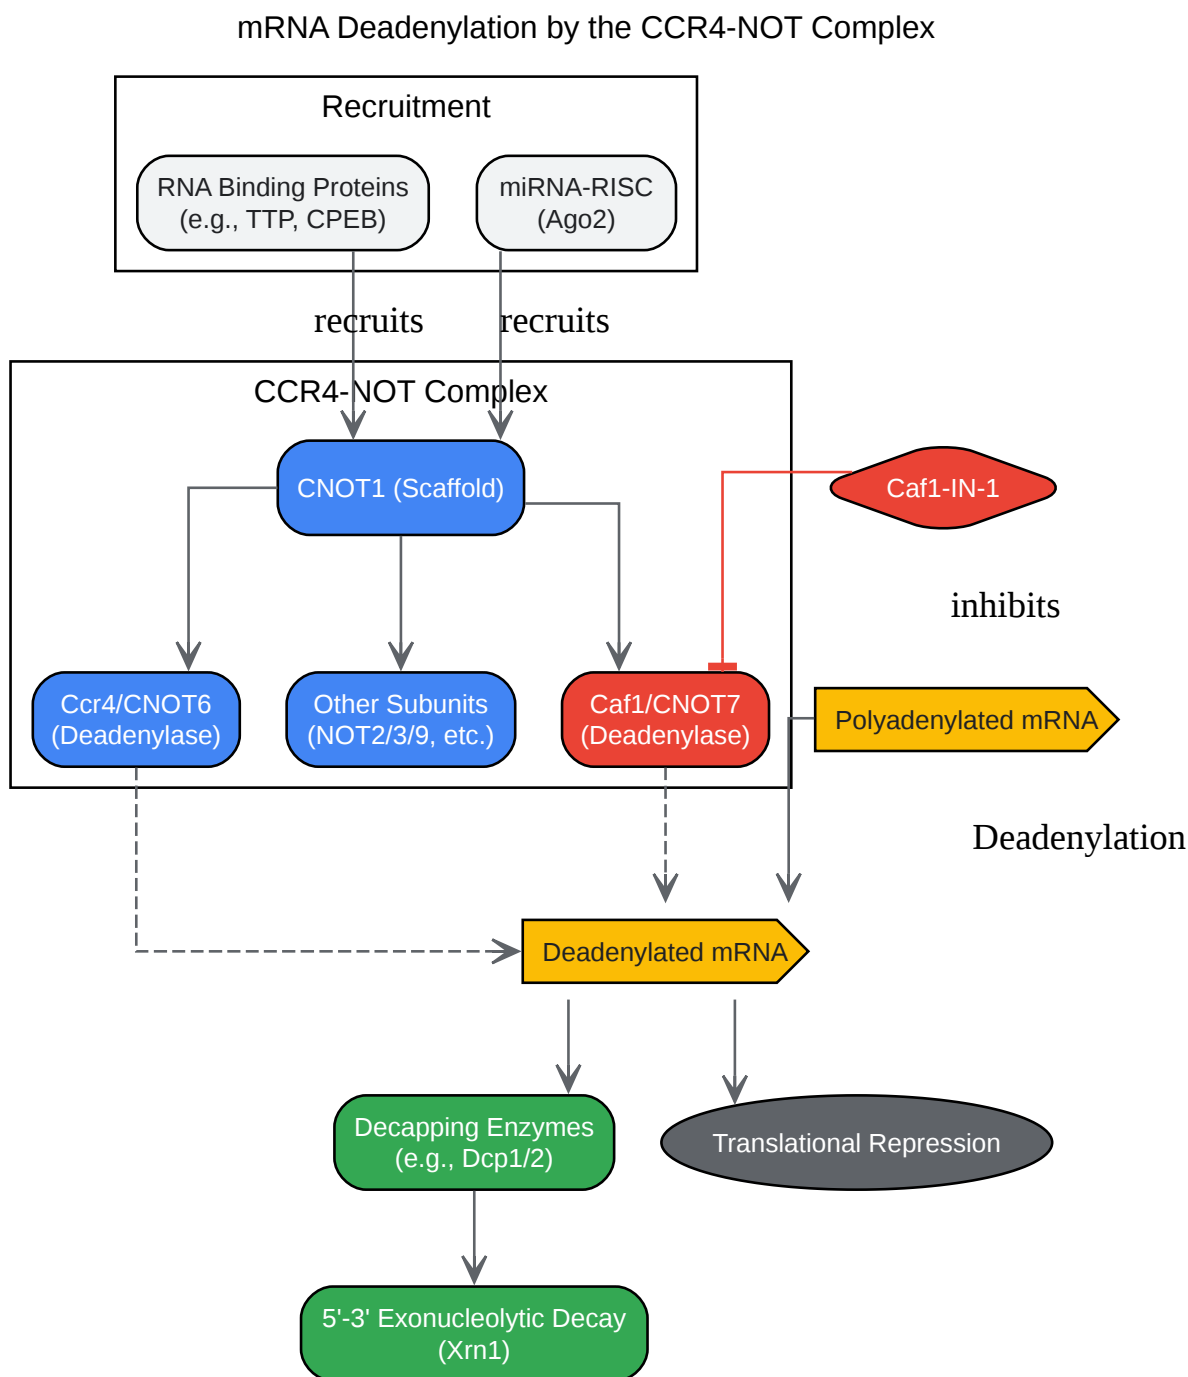 mRNA Deadenylation by the CCR4-NOT Complex
Recruitment
RNA Binding Proteins
(e.g., TTP, CPEB)
miRNA-RISC
(Ago2)
recruits
recruits
CCR4-NOT Complex
CNOT1 (Scaffold)
Caf1-IN-1
inhibits
Ccr4/CNOT6
(Deadenylase)
Other Subunits
(NOT2/3/9, etc.)
Caf1/CNOT7
(Deadenylase)
Polyadenylated mRNA
Deadenylation
Deadenylated mRNA
Decapping Enzymes
(e.g., Dcp1/2)
Translational Repression
5'-3' Exonucleolytic Decay
(Xrn1)